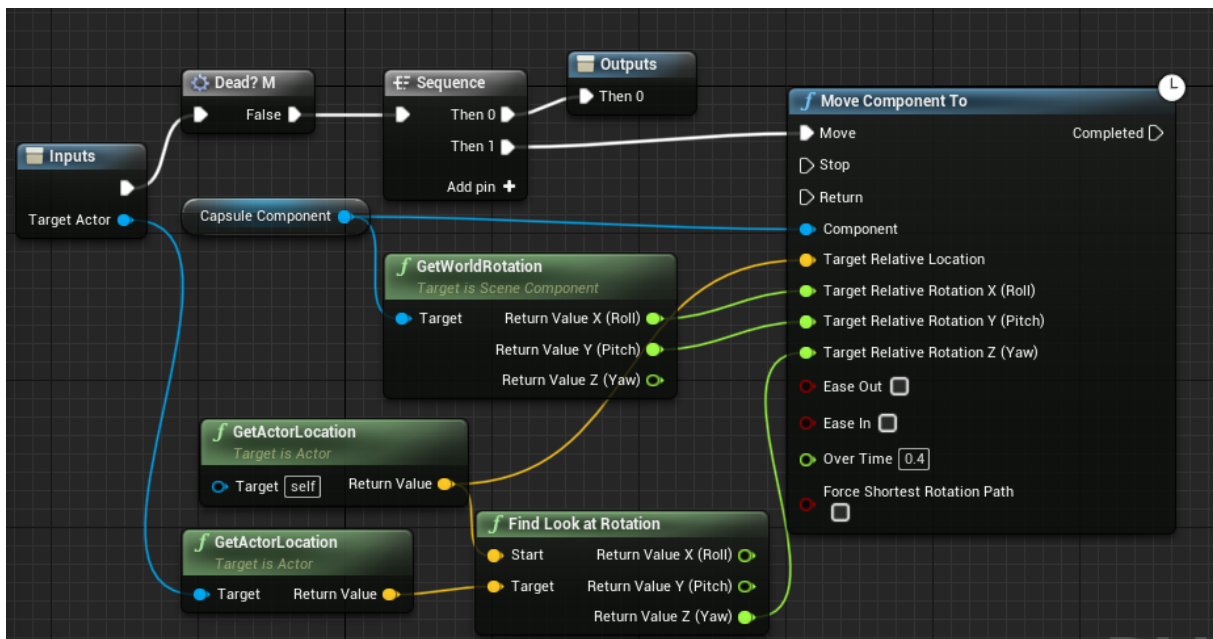 Inputs
Target Actor
Dead? M
False
Sequence
Then 0
Then 1
Add pin
Outputs
Then 0
Capsule Component
f GetWorldRotation
Target is Scene Component
Target
Return Value X (Roll)
Return Value Y (Pitch)
Return Value Z (Yaw)
f GetActorLocation
Target is Actor
Target self
Return Value
f GetActorLocation
Target is Actor
Target
Return Value
f Find Look at Rotation
Start
Return Value X (Roll)
Target
Return Value Y (Pitch)
Return Value Z (Yaw)
f Move Component To
Move
Completed
Stop
Return
Component
Target Relative Location
Target Relative Rotation X (Roll)
Target Relative Rotation Y (Pitch)
Target Relative Rotation Z (Yaw)
Ease Out
Ease In
Over Time 0.4
Force Shortest Rotation Path